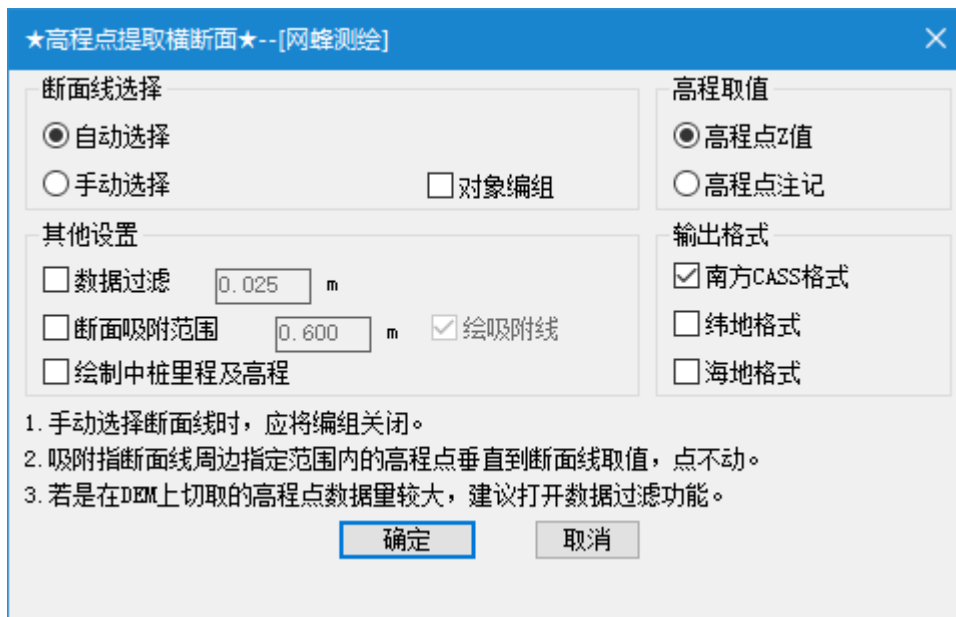 ★高程点提取横断面★--[网蜂测绘]
断面线选择
自动选择
手动选择
对象编组
高程取值
高程点Z值
高程点注记
其他设置
数据过滤 0.025 m
断面吸附范围 0.600 m 绘吸附线
绘制中桩里程及高程
输出格式
南方CASS格式
纬地格式
海地格式
1.手动选择断面线时，应将编组关闭。
2.吸附指断面线周边指定范围内的高程点垂直到断面线取值，点不动。
3.若是在DEM上切取的高程点数据量较大，建议打开数据过滤功能。
确定 取消